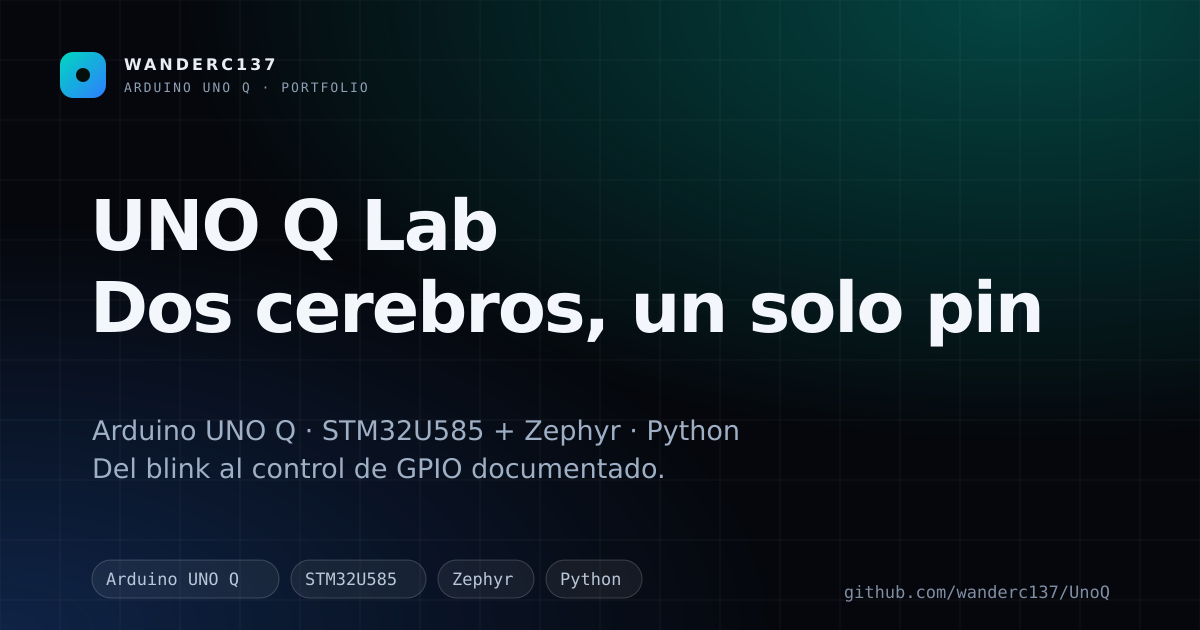 WANDERC137
ARDUINO UNO Q · PORTFOLIO
UNO Q Lab
Dos cerebros, un solo pin
Arduino UNO Q · STM32U585 + Zephyr · Python
Del blink al control de GPIO documentado.
Arduino UNO Q
STM32U585
Zephyr
Python
github.com/wanderc137/UnoQ